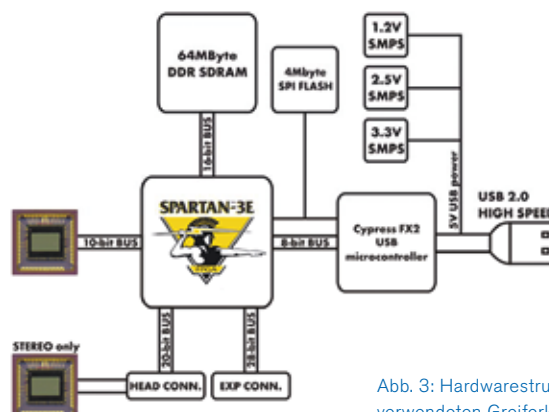 64MByte
DDR SDRAM
4Mbyte
SPI FLASH
1.2V
SMPS
2.5V
SMPS
3.3V
SMPS
16-bit BUS
5V USB power
USB 2.0
HIGH SPEED
SPARTAN-3E
10-bit BUS
8-bit BUS
Cypress FX2
USB
microcontroller
STEREO only
20-bit BUS
28-bit BUS
HEAD CONN.
EXP CONN.
Abb. 3: Hardwarestru
verwendeten Greiferl